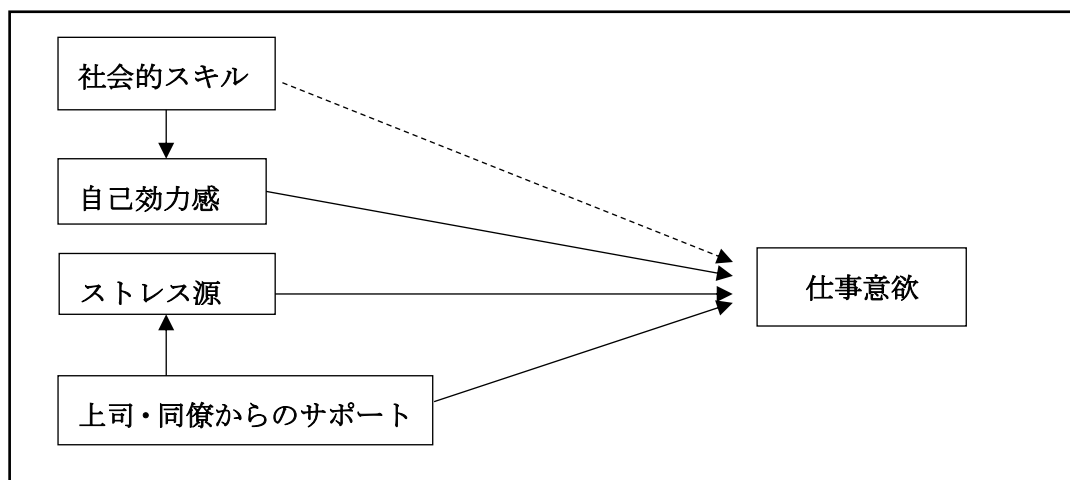 社会的スキル
自己効力感
ストレス源
仕事意欲
上司・同僚からのサポート